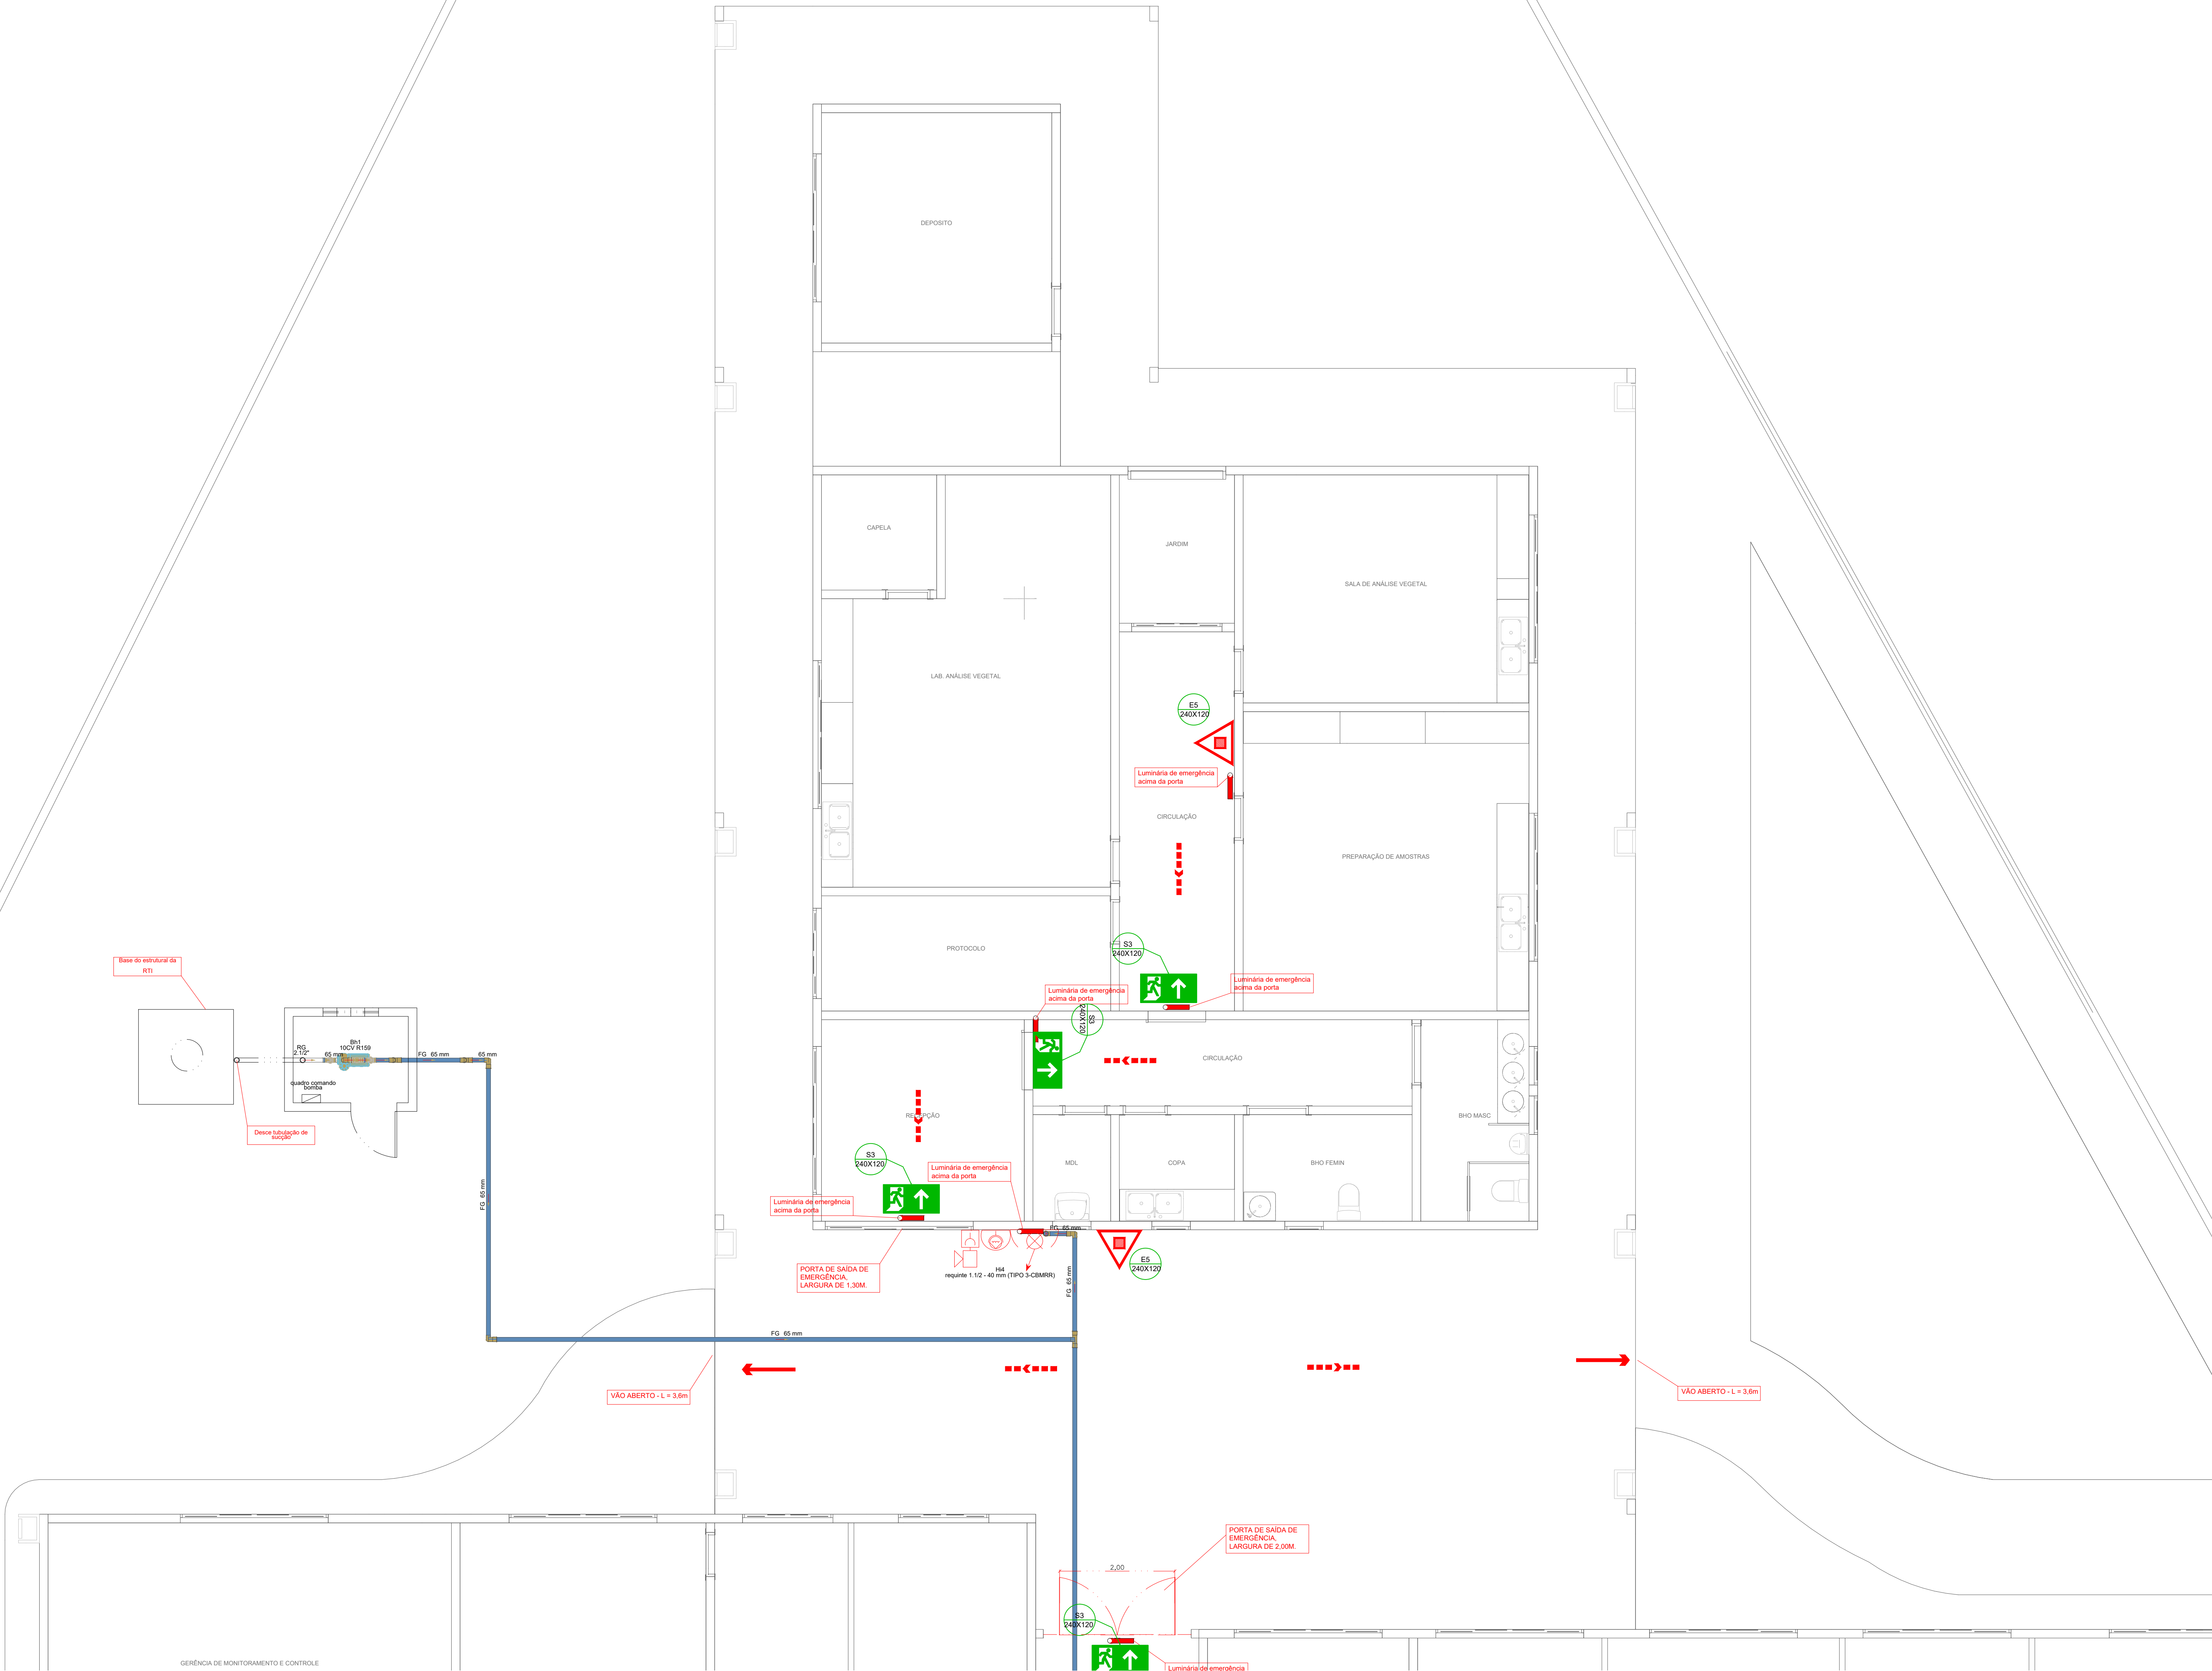 DEPOSITO
CAPELA
JARDIM
SALA DE ANÁLISE VEGETAL
LAB. ANÁLISE VEGETAL
E5
240X120
Luminária de emergência
acima da porta
CIRCULAÇÃO
PREPARAÇÃO DE AMOSTRAS
PROTOCOLO
S3
240X120
Luminária de emergência
acima da porta
Luminária de emergência
acima da porta
S3
240X120
Base do estrutural da
RTI
RG
2.1/2"
65 mm
Bh1
10CV R159
FG 65 mm
65 mm
quadro comando
bomba
Desce tubulação de
sucção
FG 65 mm
CIRCULAÇÃO
RECEPÇÃO
BHO MASC
S3
240X120
Luminária de emergência
acima da porta
MDL
COPA
BHO FEMIN
Luminária de emergência
acima da porta
FG 65 mm
PORTA DE SAÍDA DE
EMERGÊNCIA,
LARGURA DE 1,30M.
Hi4
requinte 1.1/2 - 40 mm (TIPO 3-CBMRR)
E5
240X120
FG 65 mm
FG 65 mm
VÃO ABERTO - L = 3,6m
VÃO ABERTO - L = 3,6m
PORTA DE SAÍDA DE
EMERGÊNCIA,
LARGURA DE 2,00M.
2,00
S3
240X120
GERÊNCIA DE MONITORAMENTO E CONTROLE
Luminária de emergência